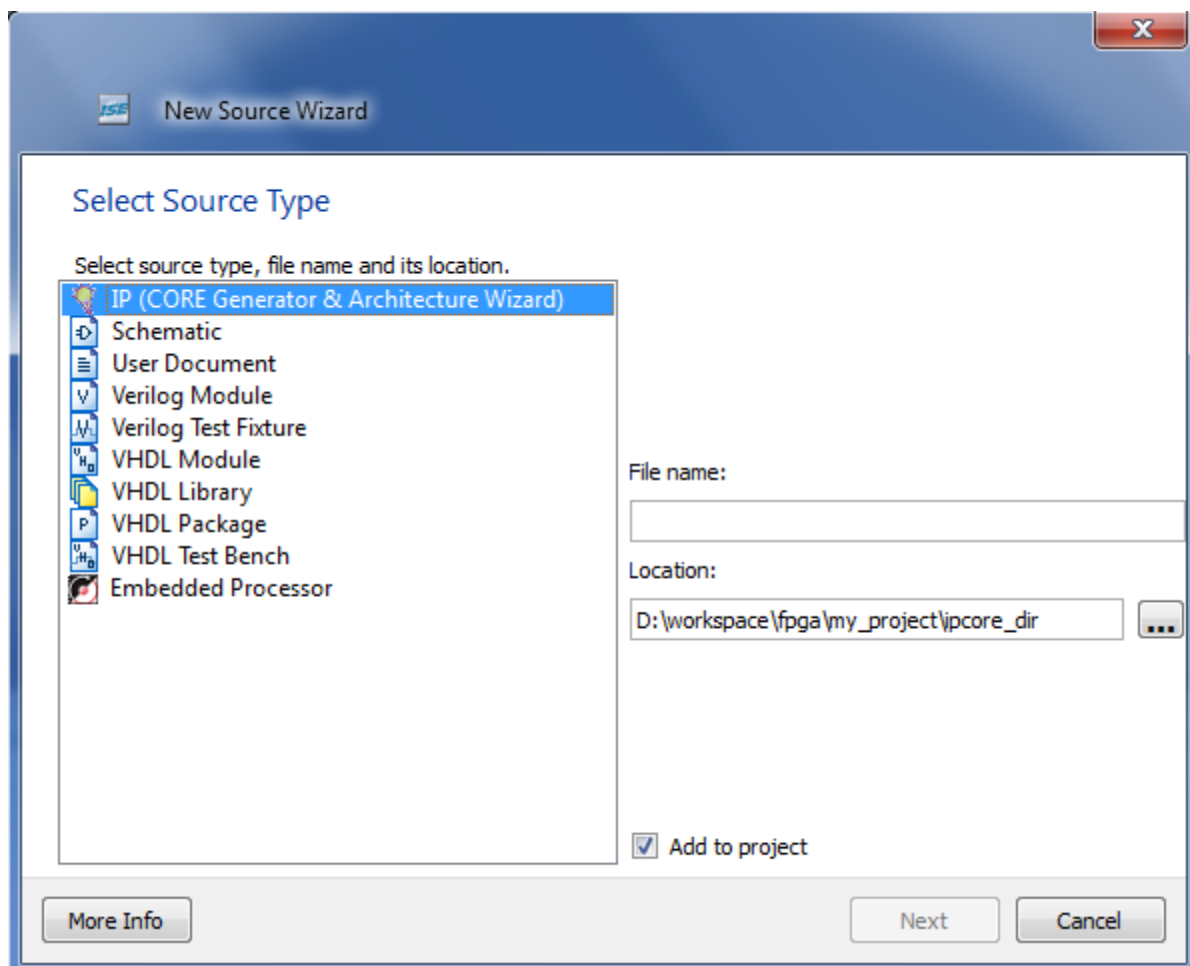 ISE New Source Wizard
Select Source Type
Select source type, file name and its location.
IP (CORE Generator & Architecture Wizard)
Schematic
User Document
Verilog Module
Verilog Test Fixture
VHDL Module
VHDL Library
VHDL Package
VHDL Test Bench
Embedded Processor
File name:
Location:
D:\workspace\fpga\my_project\ipcore_dir
...
Add to project
More Info
Next
Cancel